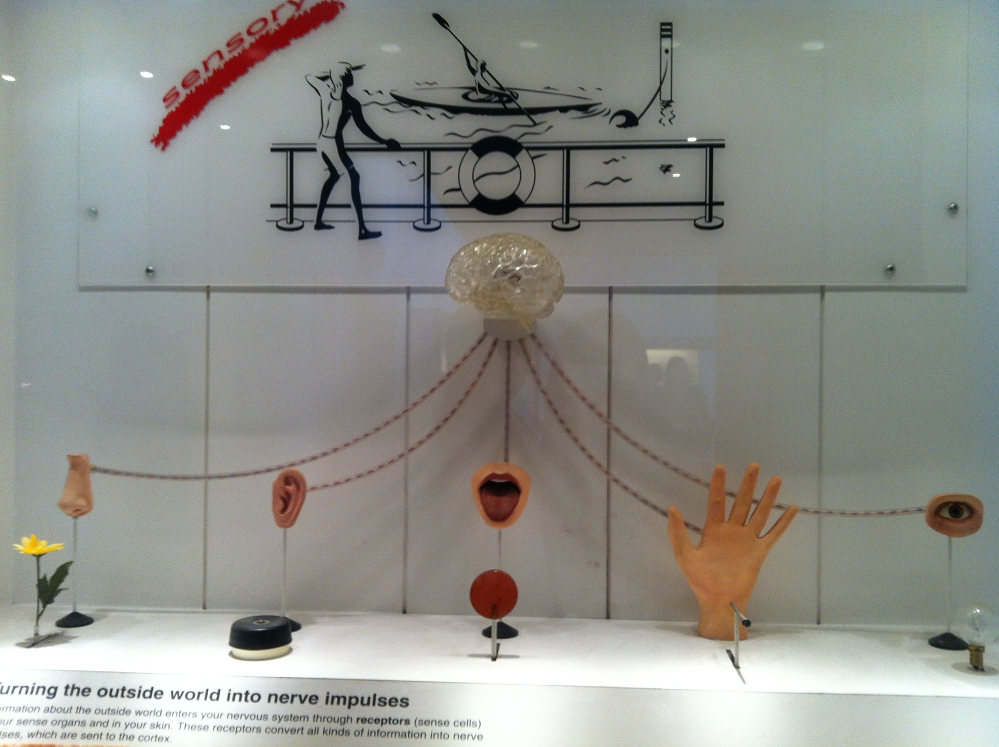 sensory
Turning the outside world into nerve impulses
ormation about the outside world enters your nervous system through receptors (sense cells)
our sense organs and in your skin. These receptors convert all kinds of information into nerve
lses, which are sent to the cortex.